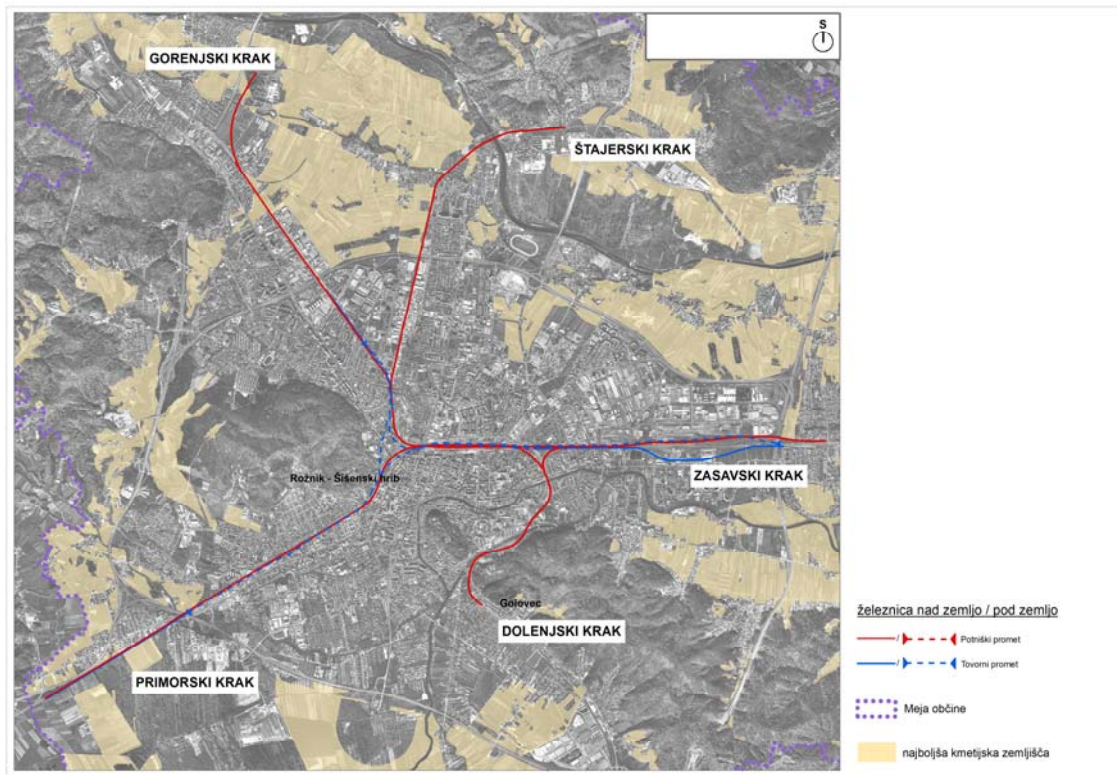 S
GORENJSKI KRAK
ŠTAJERSKI KRAK
Rožnik - Šišenski hrib
ZASAVSKI KRAK
Golovec
DOLENJSKI KRAK
PRIMORSKI KRAK
železnica nad zemljo / pod zemljo
/ Potniški promet
/ Tovorni promet
Meja občine
najboljša kmetijska zemljišča